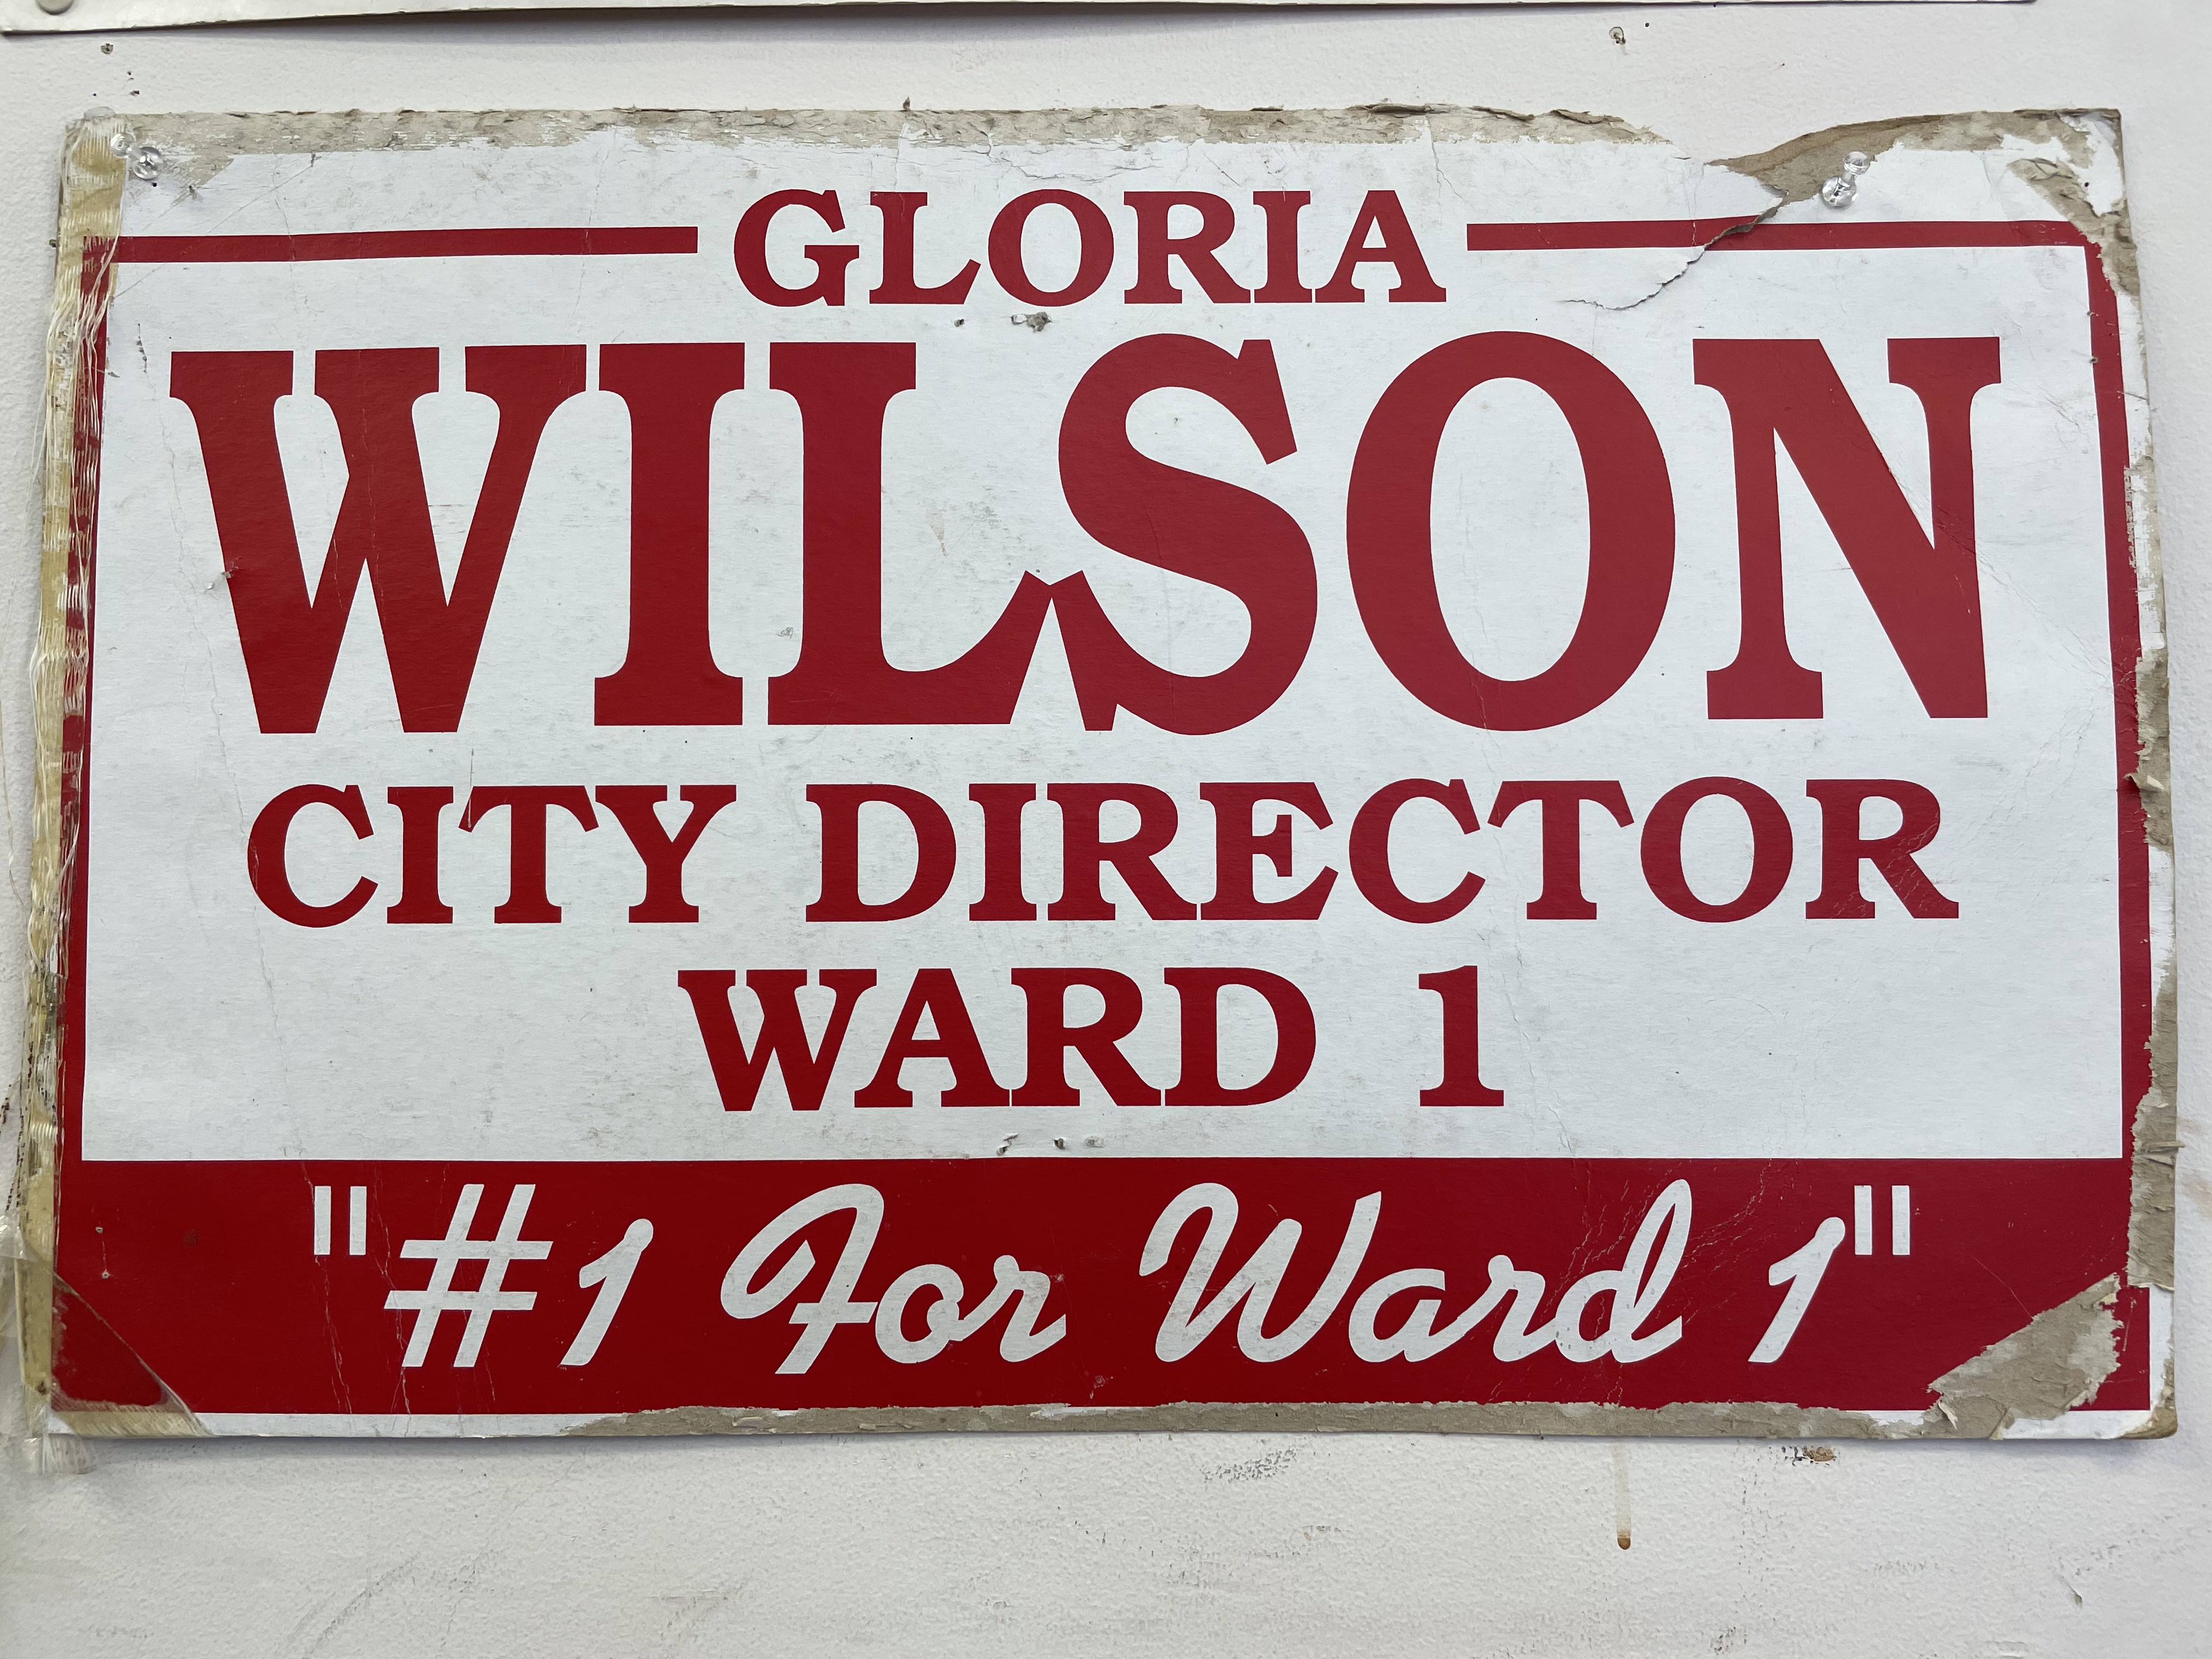 GLORIA
WILSON
CITY DIRECTOR
WARD 1
"#1 For Ward 1"